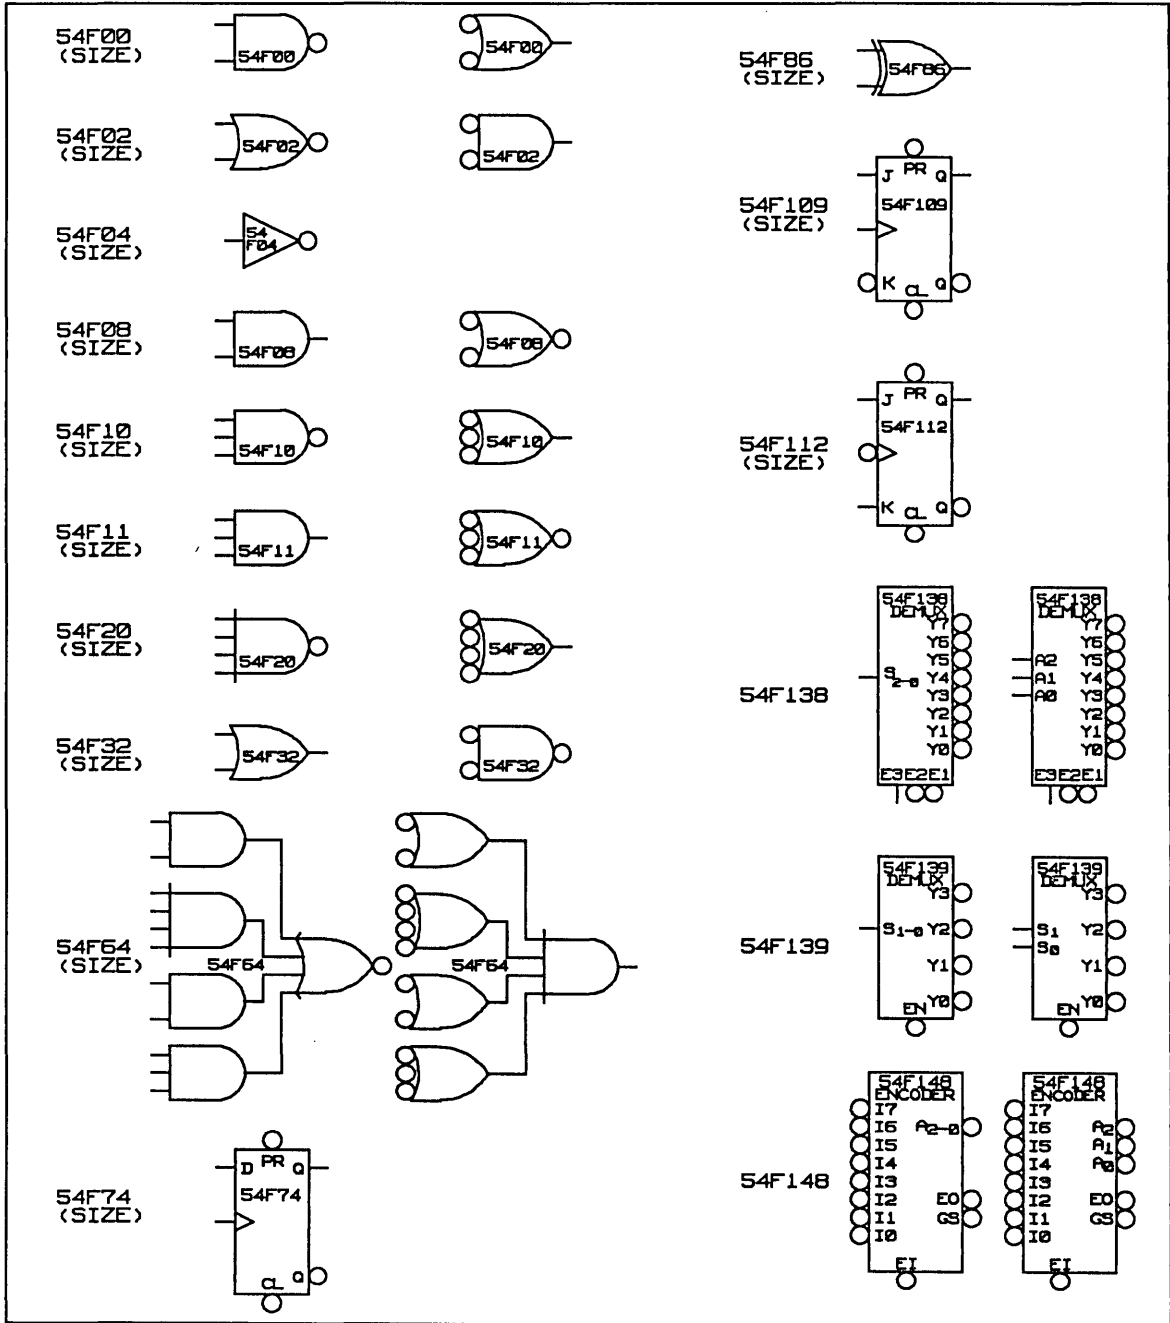 54F00
(SIZE)
54F00
54F00
54F02
(SIZE)
54F02
54F02
54F04
(SIZE)
54
F04
54F08
(SIZE)
54F08
54F08
54F10
(SIZE)
54F10
54F10
54F11
(SIZE)
54F11
54F11
54F20
(SIZE)
54F20
54F20
54F32
(SIZE)
54F32
54F32
54F64
(SIZE)
54F64
54F64
54F74
(SIZE)
D PR Q
54F74
CL Q
54F86
(SIZE)
54F86
54F109
(SIZE)
J PR Q
54F109
K CL Q
54F112
(SIZE)
J PR Q
54F112
K CL Q
54F138
54F138
DEMUX
Y7
Y6
Y5
S2-0 Y4
Y3
Y2
Y1
Y0
E3 E2 E1
54F138
DEMUX
Y7
Y6
A2 Y5
A1 Y4
A0 Y3
Y2
Y1
Y0
E3 E2 E1
54F139
54F139
DEMUX
Y3
S1-0 Y2
Y1
EN Y0
54F139
DEMUX
Y3
S1 Y2
S0
Y1
EN Y0
54F148
54F148
ENCODER
I7
I6 A2-0
I5
I4
I3
I2 EO
I1 GS
I0
EI
54F148
ENCODER
I7
I6 A2
I5 A1
I4 A0
I3
I2 EO
I1 GS
I0
EI